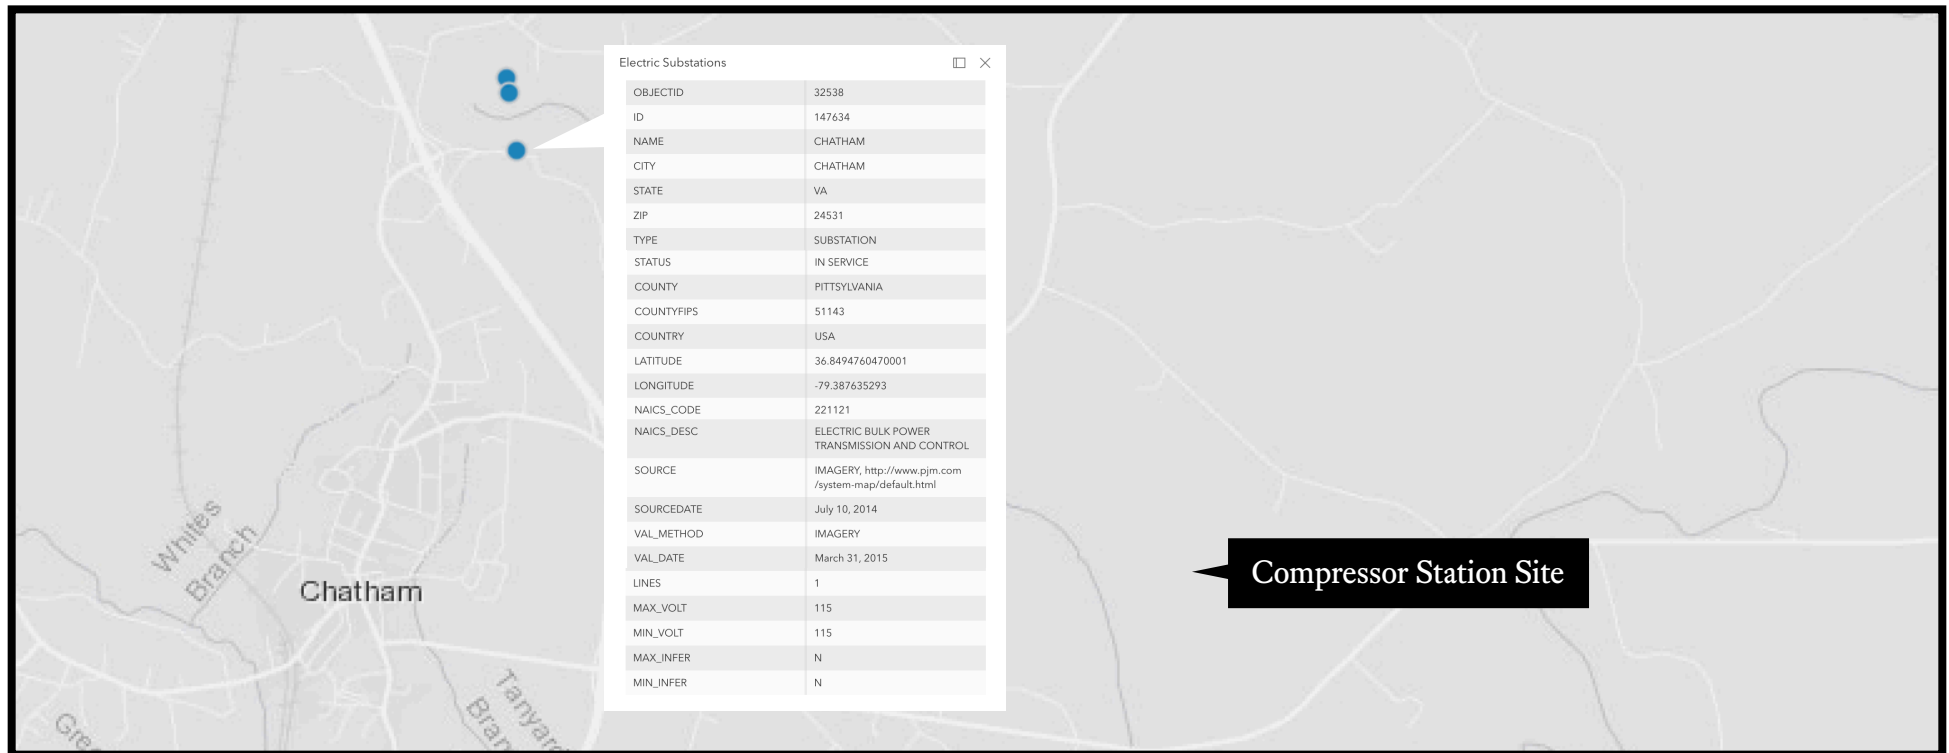 Electric Substations
OBJECTID 32538
ID 147634
NAME CHATHAM
CITY CHATHAM
STATE VA
ZIP 24531
TYPE SUBSTATION
STATUS IN SERVICE
COUNTY PITTSYLVANIA
COUNTYFIPS 51143
COUNTRY USA
LATITUDE 36.8494760470001
LONGITUDE -79.387635293
NAICS_CODE 221121
NAICS_DESC ELECTRIC BULK POWER
TRANSMISSION AND CONTROL
SOURCE IMAGERY, http://www.pjm.com
/system-map/default.html
SOURCEDATE July 10, 2014
VAL_METHOD IMAGERY
VAL_DATE March 31, 2015
LINES 1
MAX_VOLT 115
MIN_VOLT 115
MAX_INFER N
MIN_INFER N
Whites
Branch
Chatham
Compressor Station Site